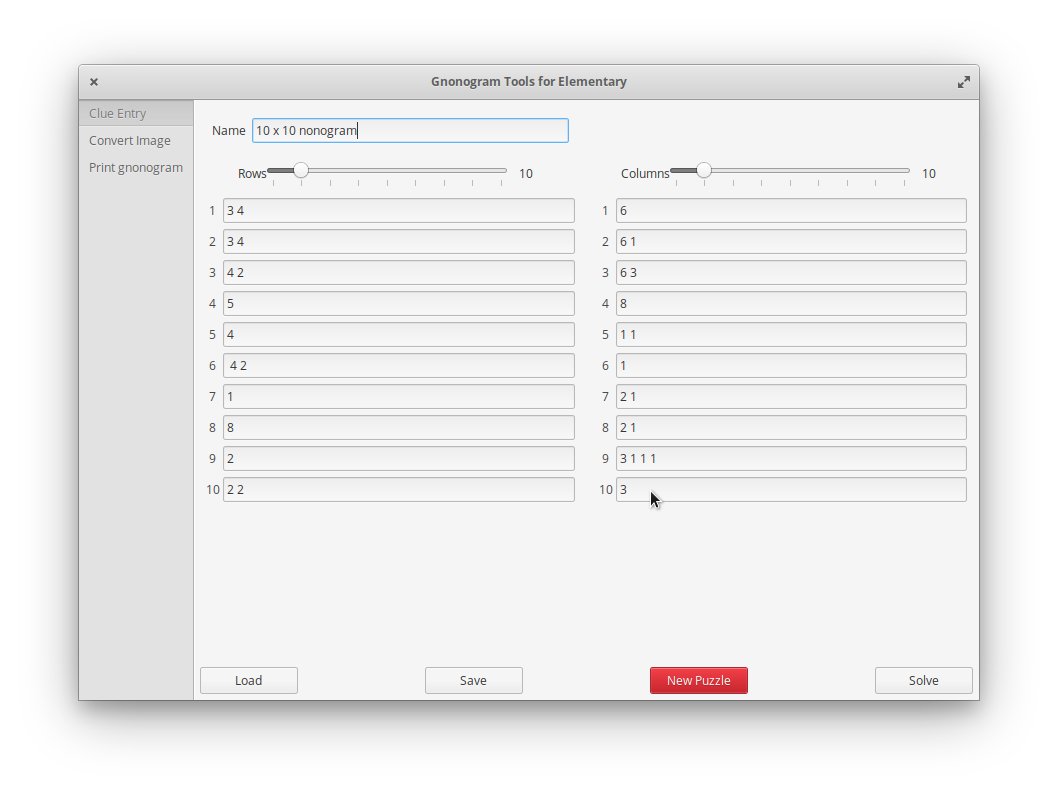 Gnonogram Tools for Elementary
Clue Entry
Convert Image
Print gnonogram
Name 10 x 10 nonogram
Rows 10 Columns 10
1 3 4 1 6
2 3 4 2 6 1
3 4 2 3 6 3
4 5 4 8
5 4 5 1 1
6 4 2 6 1
7 1 7 2 1
8 8 8 2 1
9 2 9 3 1 1 1
10 2 2 10 3
Load Save New Puzzle Solve